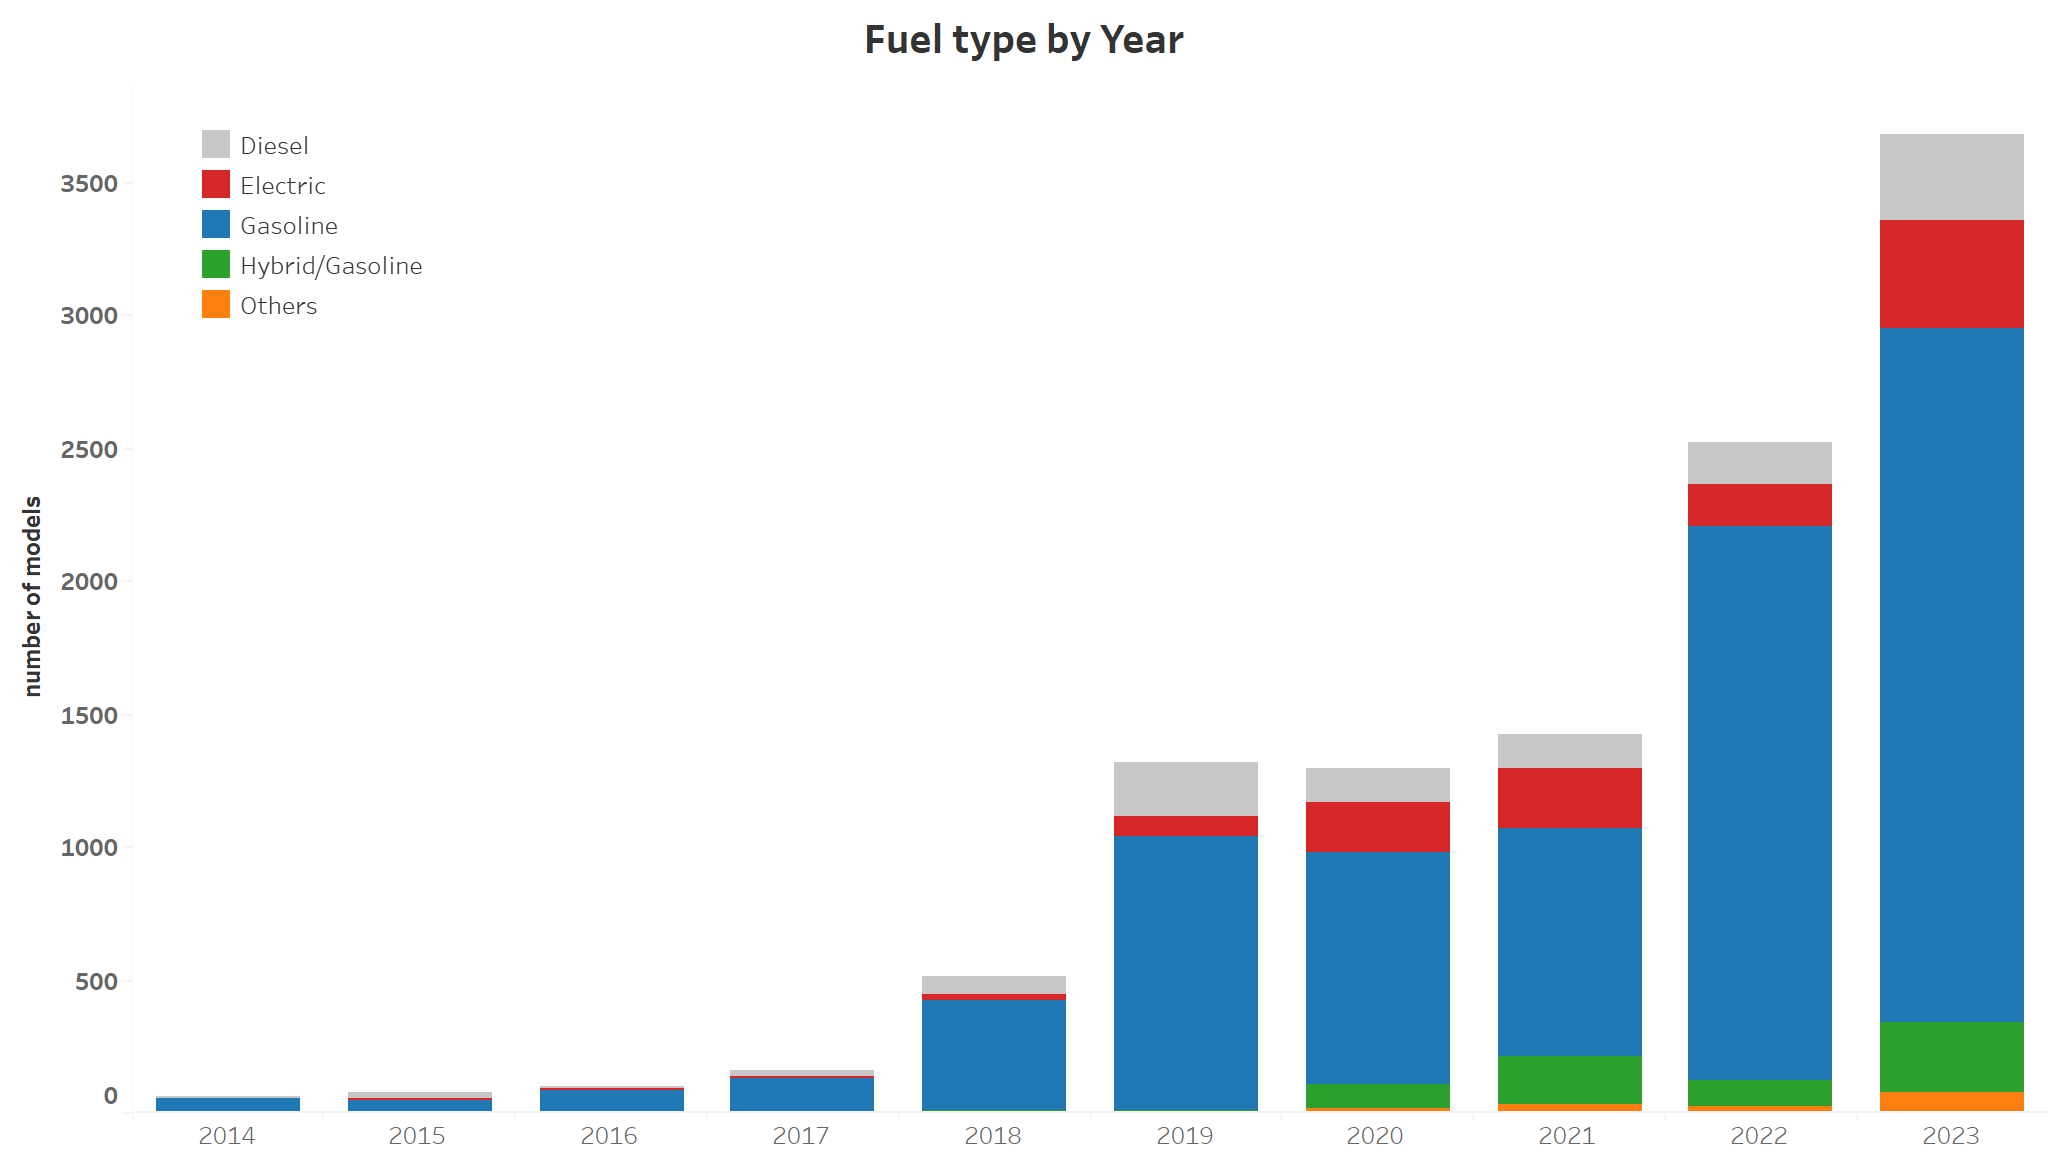 Fuel type by Year
Diesel
Electric
Gasoline
Hybrid/Gasoline
Others
number of models
3500
3000
2500
2000
1500
1000
500
0
2014 2015 2016 2017 2018 2019 2020 2021 2022 2023